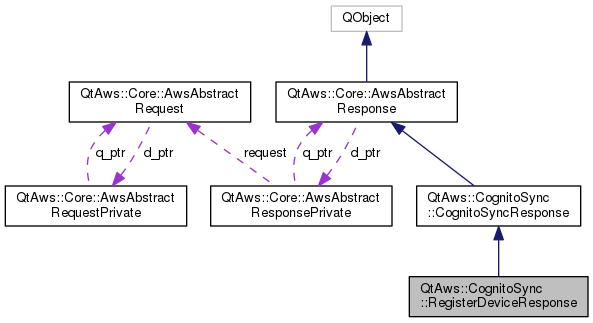 QObject
QtAws::Core::AwsAbstract
Request
QtAws::Core::AwsAbstract
Response
q_ptr
d_ptr
request
q_ptr
d_ptr
QtAws::Core::AwsAbstract
RequestPrivate
QtAws::Core::AwsAbstract
ResponsePrivate
QtAws::CognitoSync
::CognitoSyncResponse
QtAws::CognitoSync
::RegisterDeviceResponse